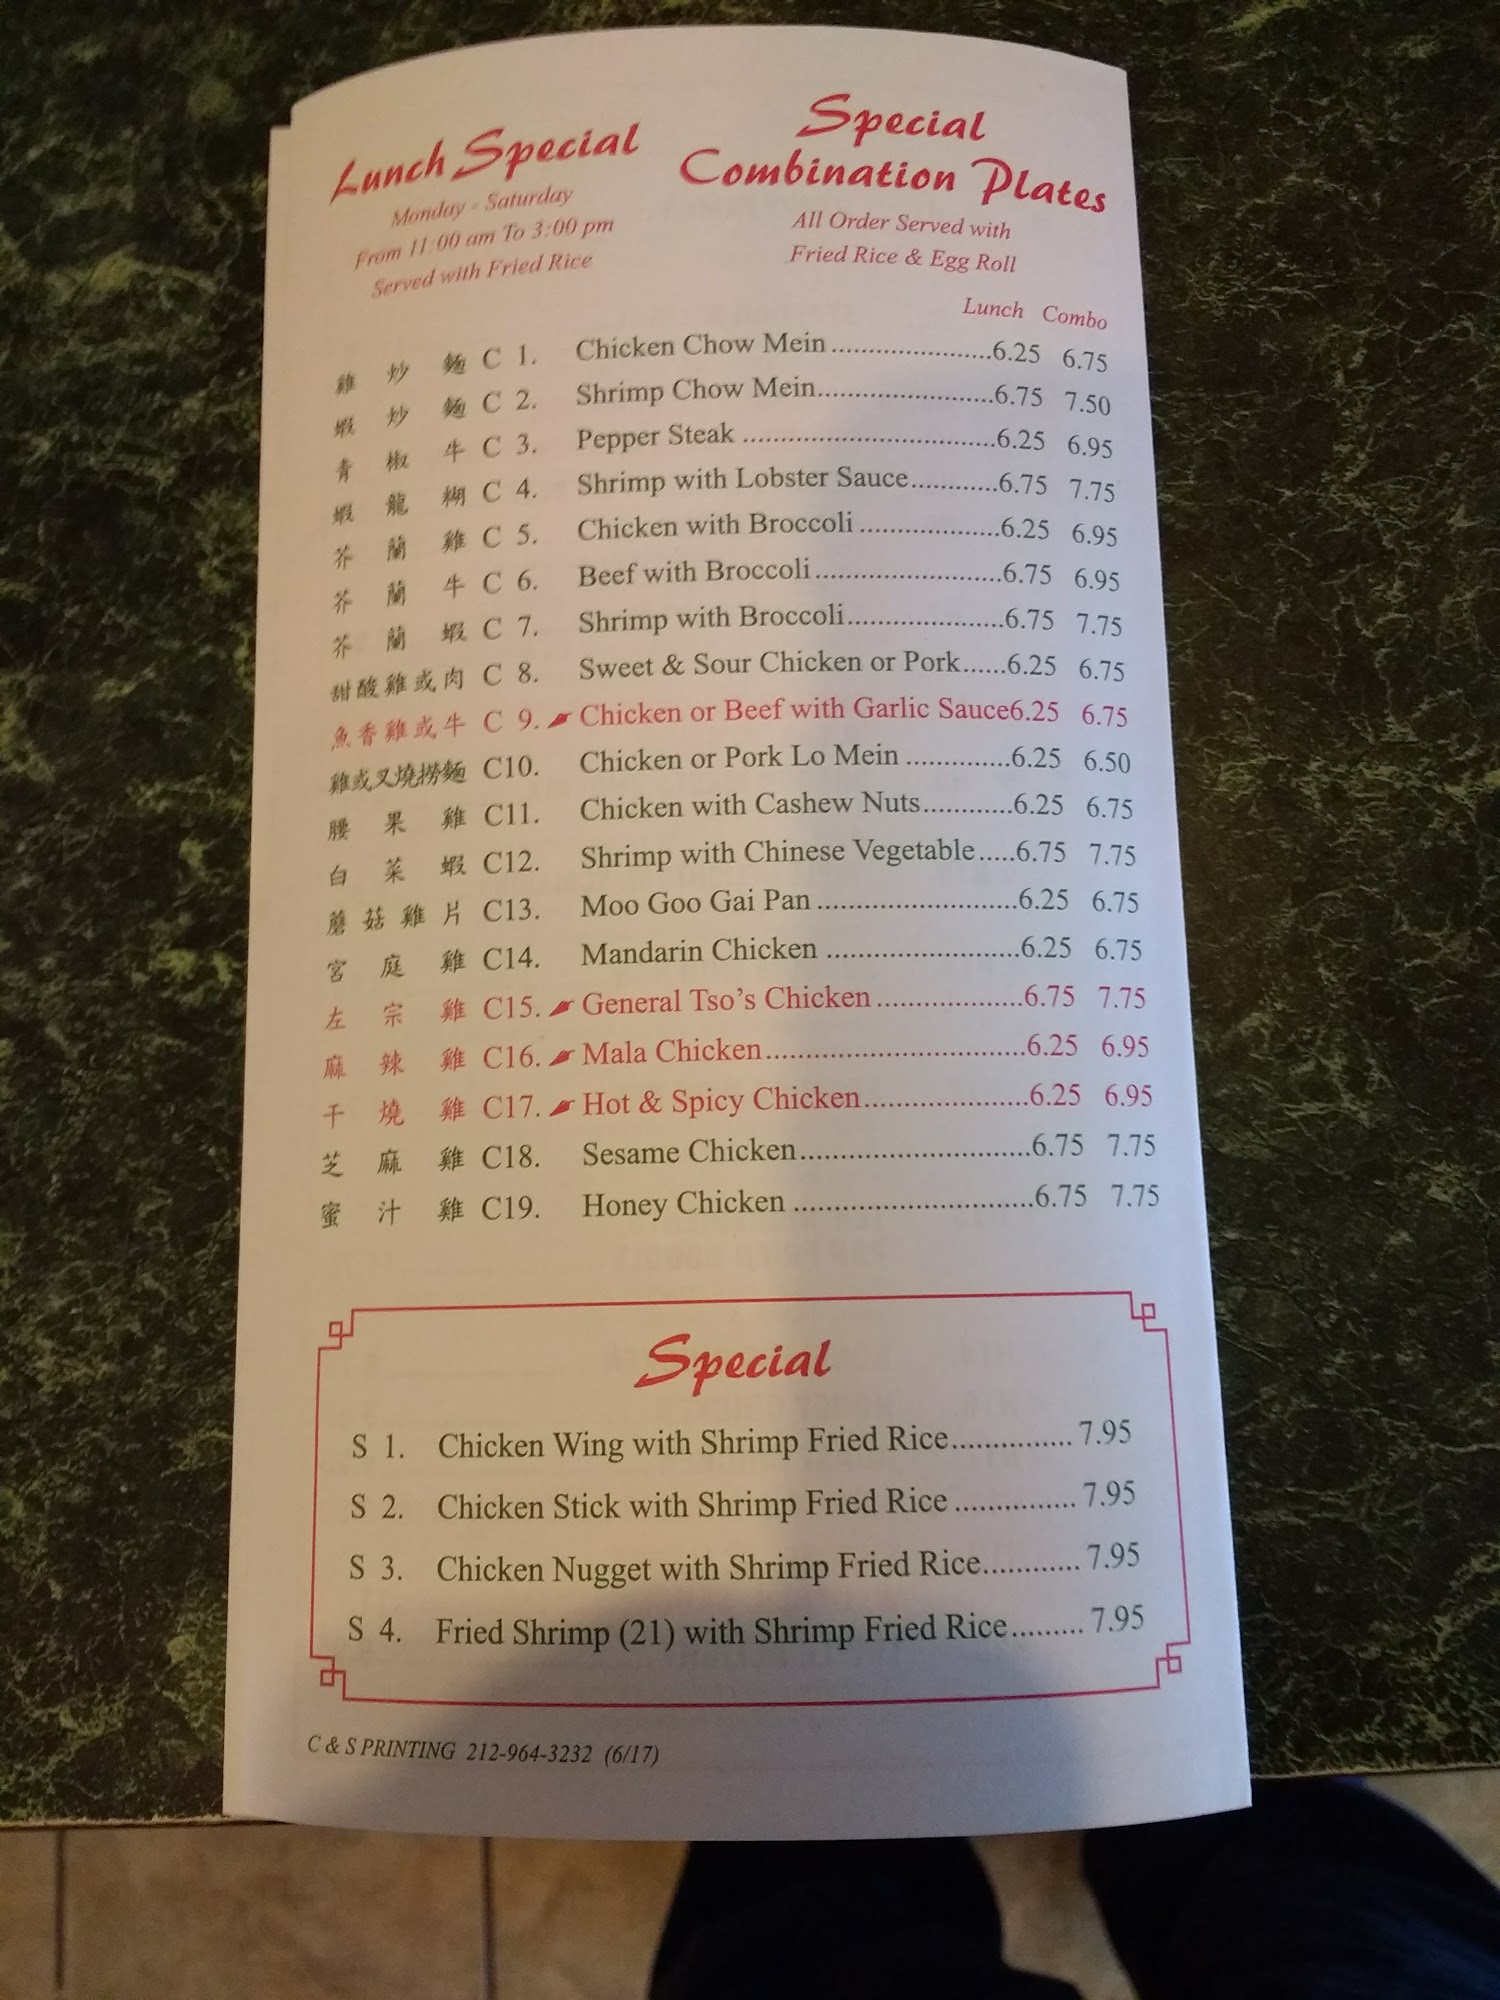 Lunch Special
Monday - Saturday
From 11:00 am To 3:00 pm
Served with Fried Rice
Special
Combination Plates
All Order Served with
Fried Rice & Egg Roll
Lunch Combo
雞炒麵 C 1. Chicken Chow Mein......................6.25 6.75
蝦炒麵 C 2. Shrimp Chow Mein........................6.75 7.50
青椒牛 C 3. Pepper Steak ..................................6.25 6.95
蝦龍糊 C 4. Shrimp with Lobster Sauce............6.75 7.75
芥蘭雞 C 5. Chicken with Broccoli ...................6.25 6.95
芥蘭牛 C 6. Beef with Broccoli.........................6.75 6.95
芥蘭蝦 C 7. Shrimp with Broccoli.....................6.75 7.75
甜酸雞或肉 C 8. Sweet & Sour Chicken or Pork......6.25 6.75
魚香雞或牛 C 9. Chicken or Beef with Garlic Sauce6.25 6.75
雞或叉燒撈麵 C10. Chicken or Pork Lo Mein ..............6.25 6.50
腰果雞 C11. Chicken with Cashew Nuts............6.25 6.75
白菜蝦 C12. Shrimp with Chinese Vegetable.....6.75 7.75
蘑菇雞片 C13. Moo Goo Gai Pan ...........................6.25 6.75
宮庭雞 C14. Mandarin Chicken ..........................6.25 6.75
左宗雞 C15. General Tso's Chicken ....................6.75 7.75
麻辣雞 C16. Mala Chicken...................................6.25 6.95
干燒雞 C17. Hot & Spicy Chicken......................6.25 6.95
芝麻雞 C18. Sesame Chicken...............................6.75 7.75
蜜汁雞 C19. Honey Chicken ................................6.75 7.75
Special
S 1. Chicken Wing with Shrimp Fried Rice................ 7.95
S 2. Chicken Stick with Shrimp Fried Rice ................ 7.95
S 3. Chicken Nugget with Shrimp Fried Rice............ 7.95
S 4. Fried Shrimp (21) with Shrimp Fried Rice......... 7.95
C & S PRINTING 212-964-3232 (6/17)